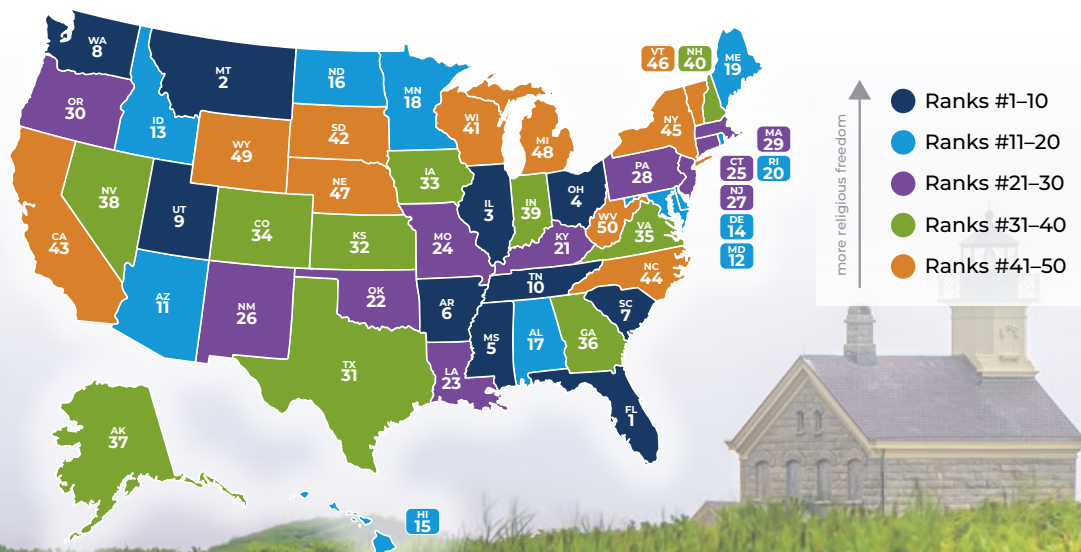 WA
8
MT
2
ND
16
MN
18
VT
46
NH
40
ME
19
OR
30
ID
13
WY
49
SD
42
WI
41
MI
48
NY
45
MA
29
CT
25
RI
20
NJ
27
DE
14
MD
12
NV
38
UT
9
CO
34
NE
47
IA
33
IL
3
IN
39
OH
4
PA
28
CA
43
KS
32
MO
24
KY
21
WV
50
VA
35
AZ
11
NM
26
OK
22
AR
6
TN
10
NC
44
SC
7
TX
31
LA
23
MS
5
AL
17
GA
36
FL
1
AK
37
HI
15
more religious freedom
Ranks #1–10
Ranks #11–20
Ranks #21–30
Ranks #31–40
Ranks #41–50